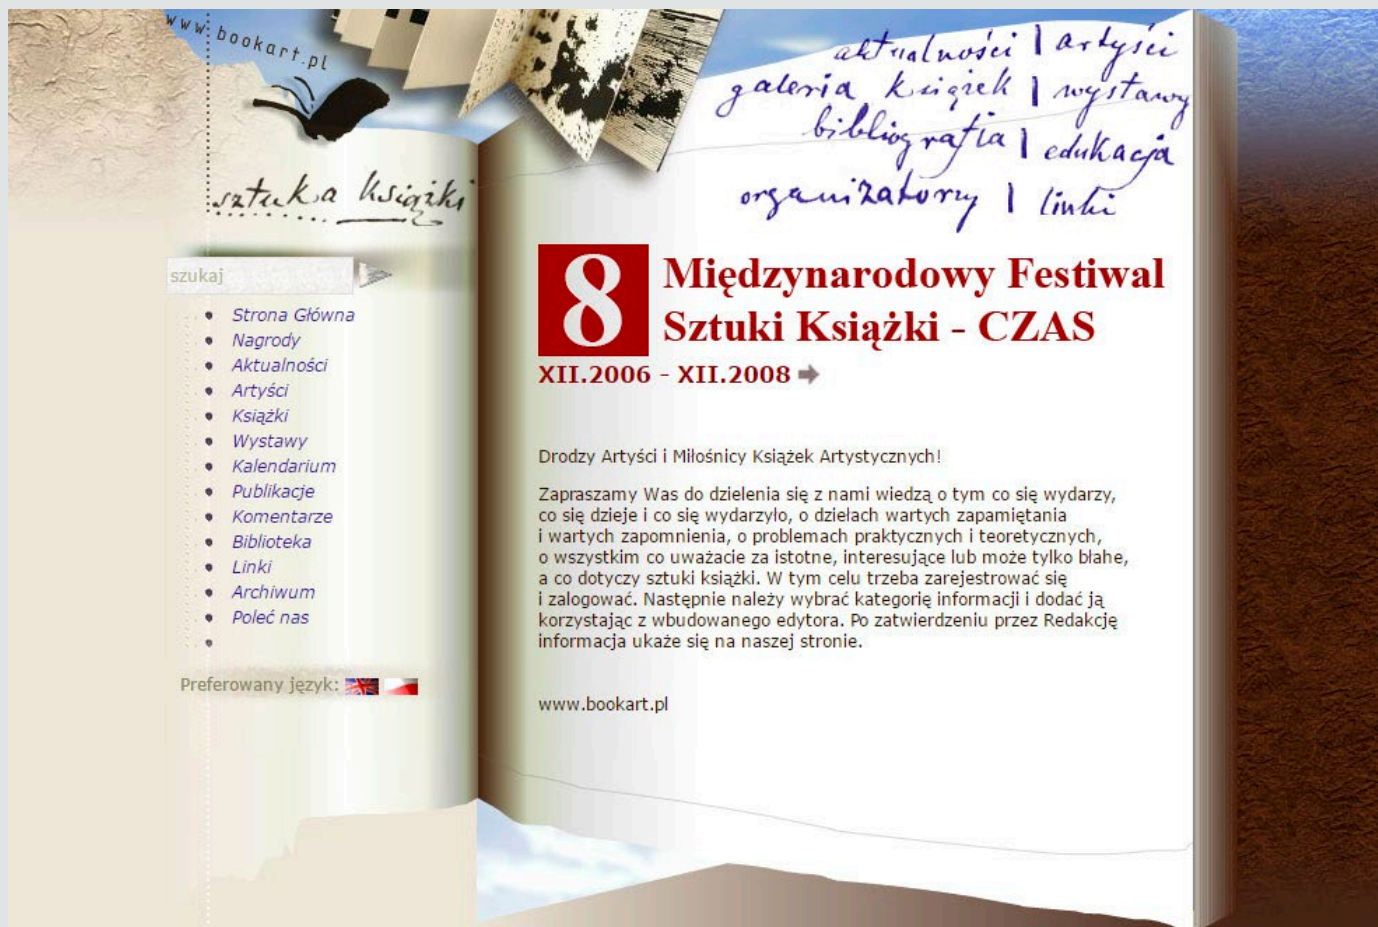 www.bookart.pl
aktualności | artyści
galeria książek | wystawy
bibliografia | edukacja
organizatorzy | linki
sztuka książki
szukaj
Strona Główna
Nagrody
Aktualności
Artyści
Książki
Wystawy
Kalendarium
Publikacje
Komentarze
Biblioteka
Linki
Archiwum
Poleć nas
Preferowany język:
8
Międzynarodowy Festiwal
Sztuki Książki - CZAS
XII.2006 - XII.2008
Drodzy Artyści i Miłośnicy Książek Artystycznych!
Zapraszamy Was do dzielenia się z nami wiedzą o tym co się wydarzy,
co się dzieje i co się wydarzyło, o dziełach wartych zapamiętania
i wartych zapomnienia, o problemach praktycznych i teoretycznych,
o wszystkim co uważacie za istotne, interesujące lub może tylko błahe,
a co dotyczy sztuki książki. W tym celu trzeba zarejestrować się
i zalogować. Następnie należy wybrać kategorię informacji i dodać ją
korzystając z wbudowanego edytora. Po zatwierdzeniu przez Redakcję
informacja ukaże się na naszej stronie.
www.bookart.pl